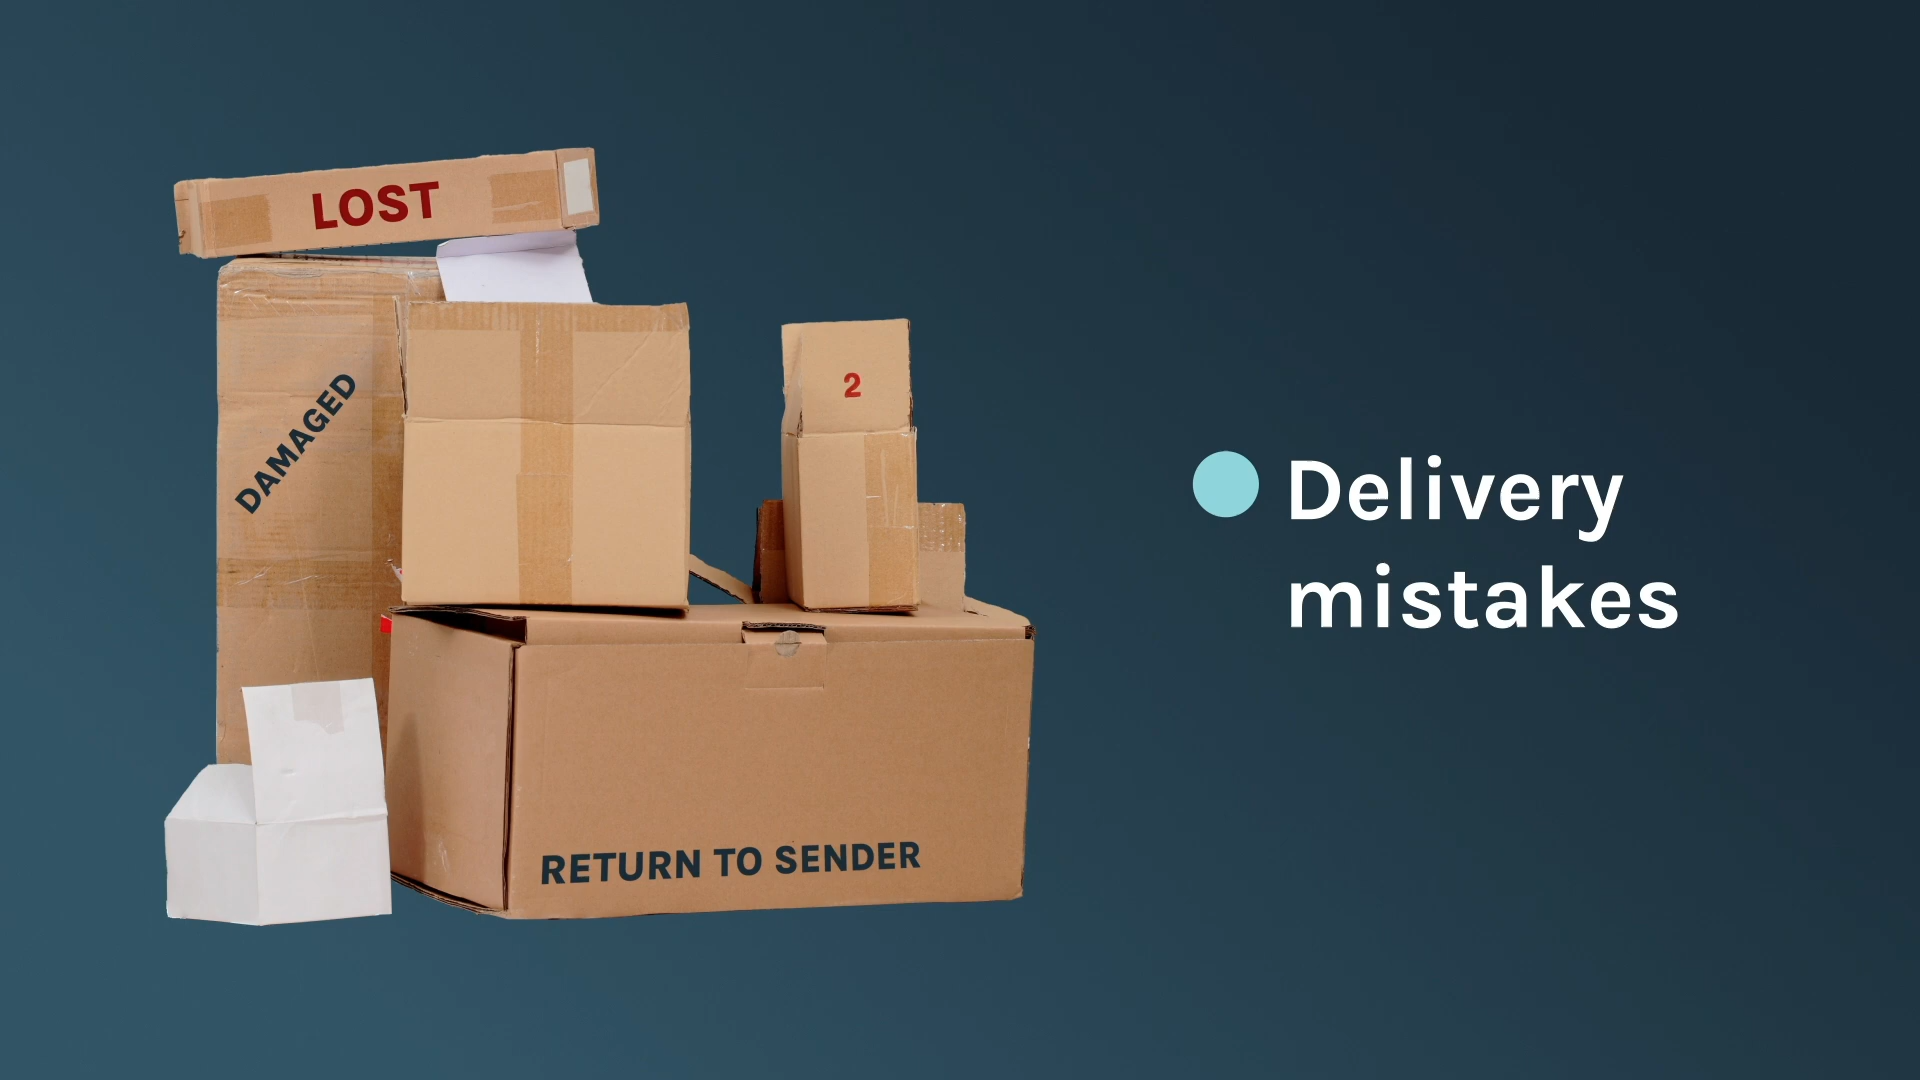 LOST
DAMAGED
2
RETURN TO SENDER
Delivery
mistakes